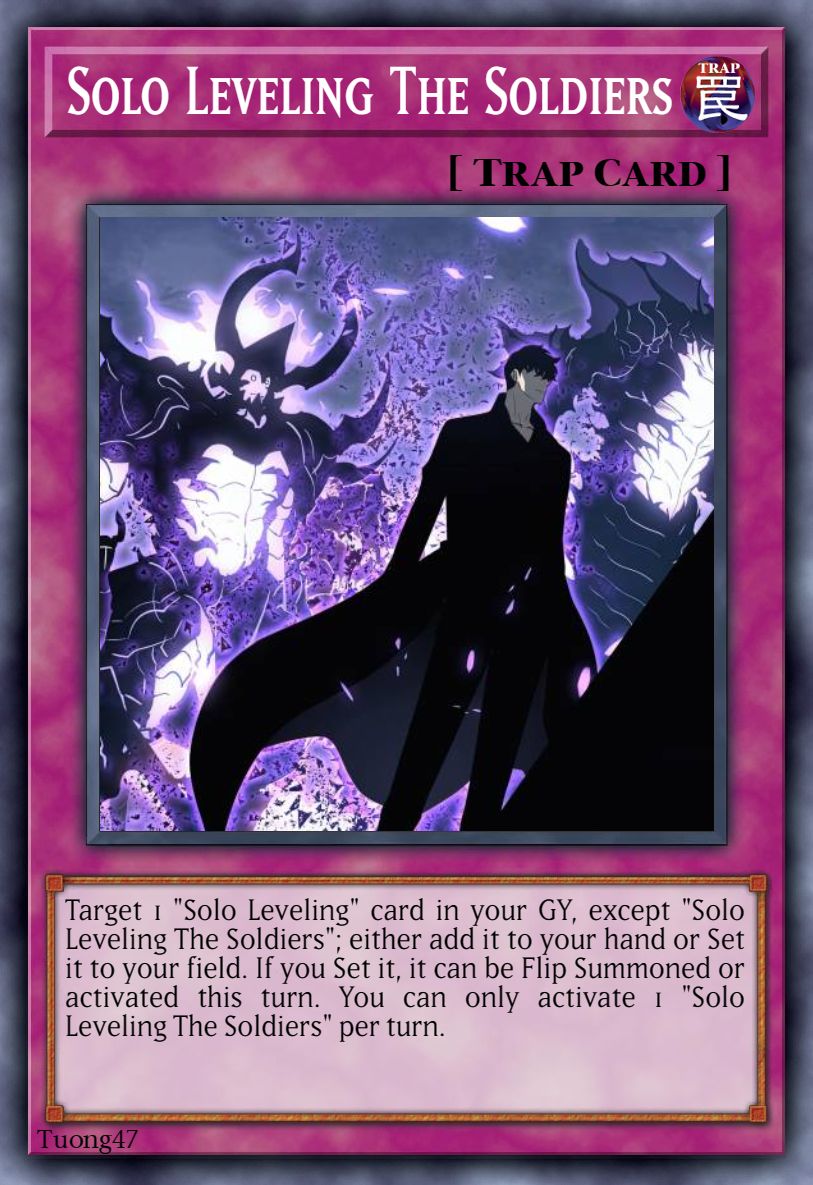 Solo Leveling The Soldiers
TRAP
罠
[ Trap Card ]
Target 1 "Solo Leveling" card in your GY, except "Solo
Leveling The Soldiers"; either add it to your hand or Set
it to your field. If you Set it, it can be Flip Summoned or
activated this turn. You can only activate 1 "Solo
Leveling The Soldiers" per turn.
Tuong47